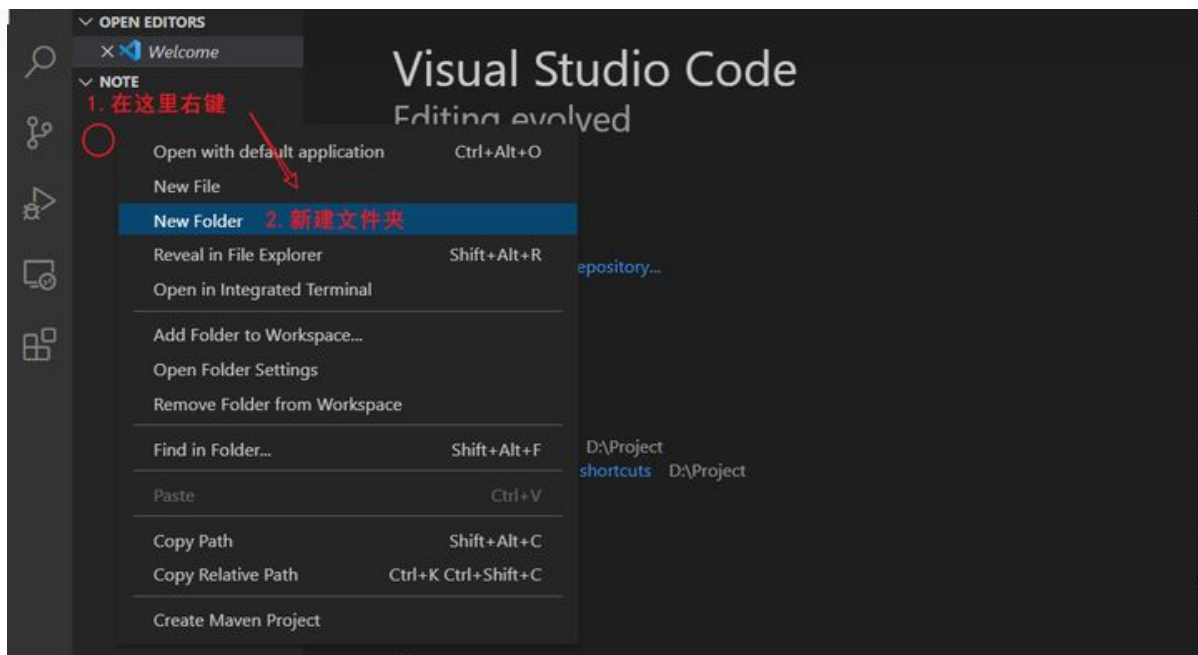 OPEN EDITORS
Welcome
NOTE
1. 在这里右键
Visual Studio Code
Editing evolved
Open with default application Ctrl+Alt+O
New File
New Folder 2. 新建文件夹
Reveal in File Explorer Shift+Alt+R
epository...
Open in Integrated Terminal
Add Folder to Workspace...
Open Folder Settings
Remove Folder from Workspace
Find in Folder... Shift+Alt+F
D:\Project
shortcuts D:\Project
Paste Ctrl+V
Copy Path Shift+Alt+C
Copy Relative Path Ctrl+K Ctrl+Shift+C
Create Maven Project